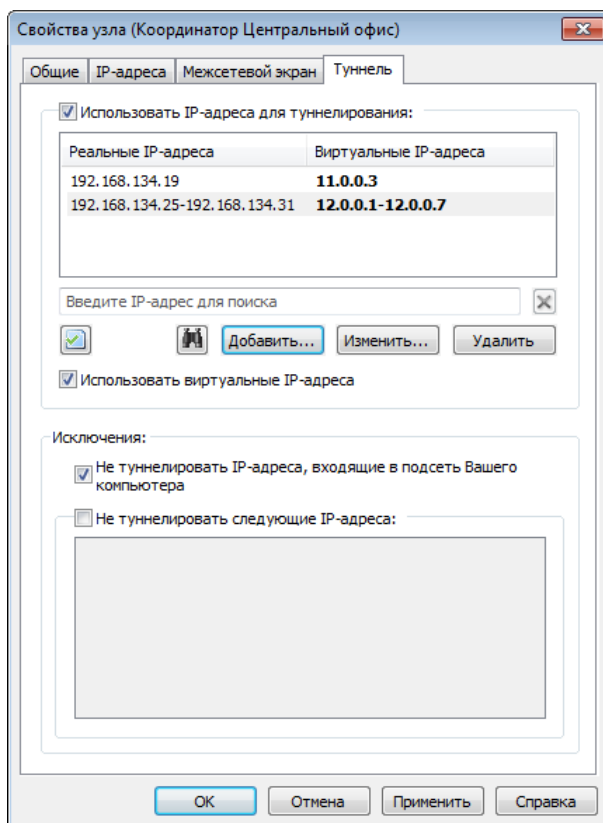 Свойства узла (Координатор Центральный офис)
Общие IP-адреса Межсетевой экран Туннель
Использовать IP-адреса для туннелирования:
Реальные IP-адреса Виртуальные IP-адреса
192.168.134.19 11.0.0.3
192.168.134.25-192.168.134.31 12.0.0.1-12.0.0.7
Введите IP-адрес для поиска
Добавить... Изменить... Удалить
Использовать виртуальные IP-адреса
Исключения:
Не туннелировать IP-адреса, входящие в подсеть Вашего
компьютера
Не туннелировать следующие IP-адреса:
OK Отмена Применить Справка